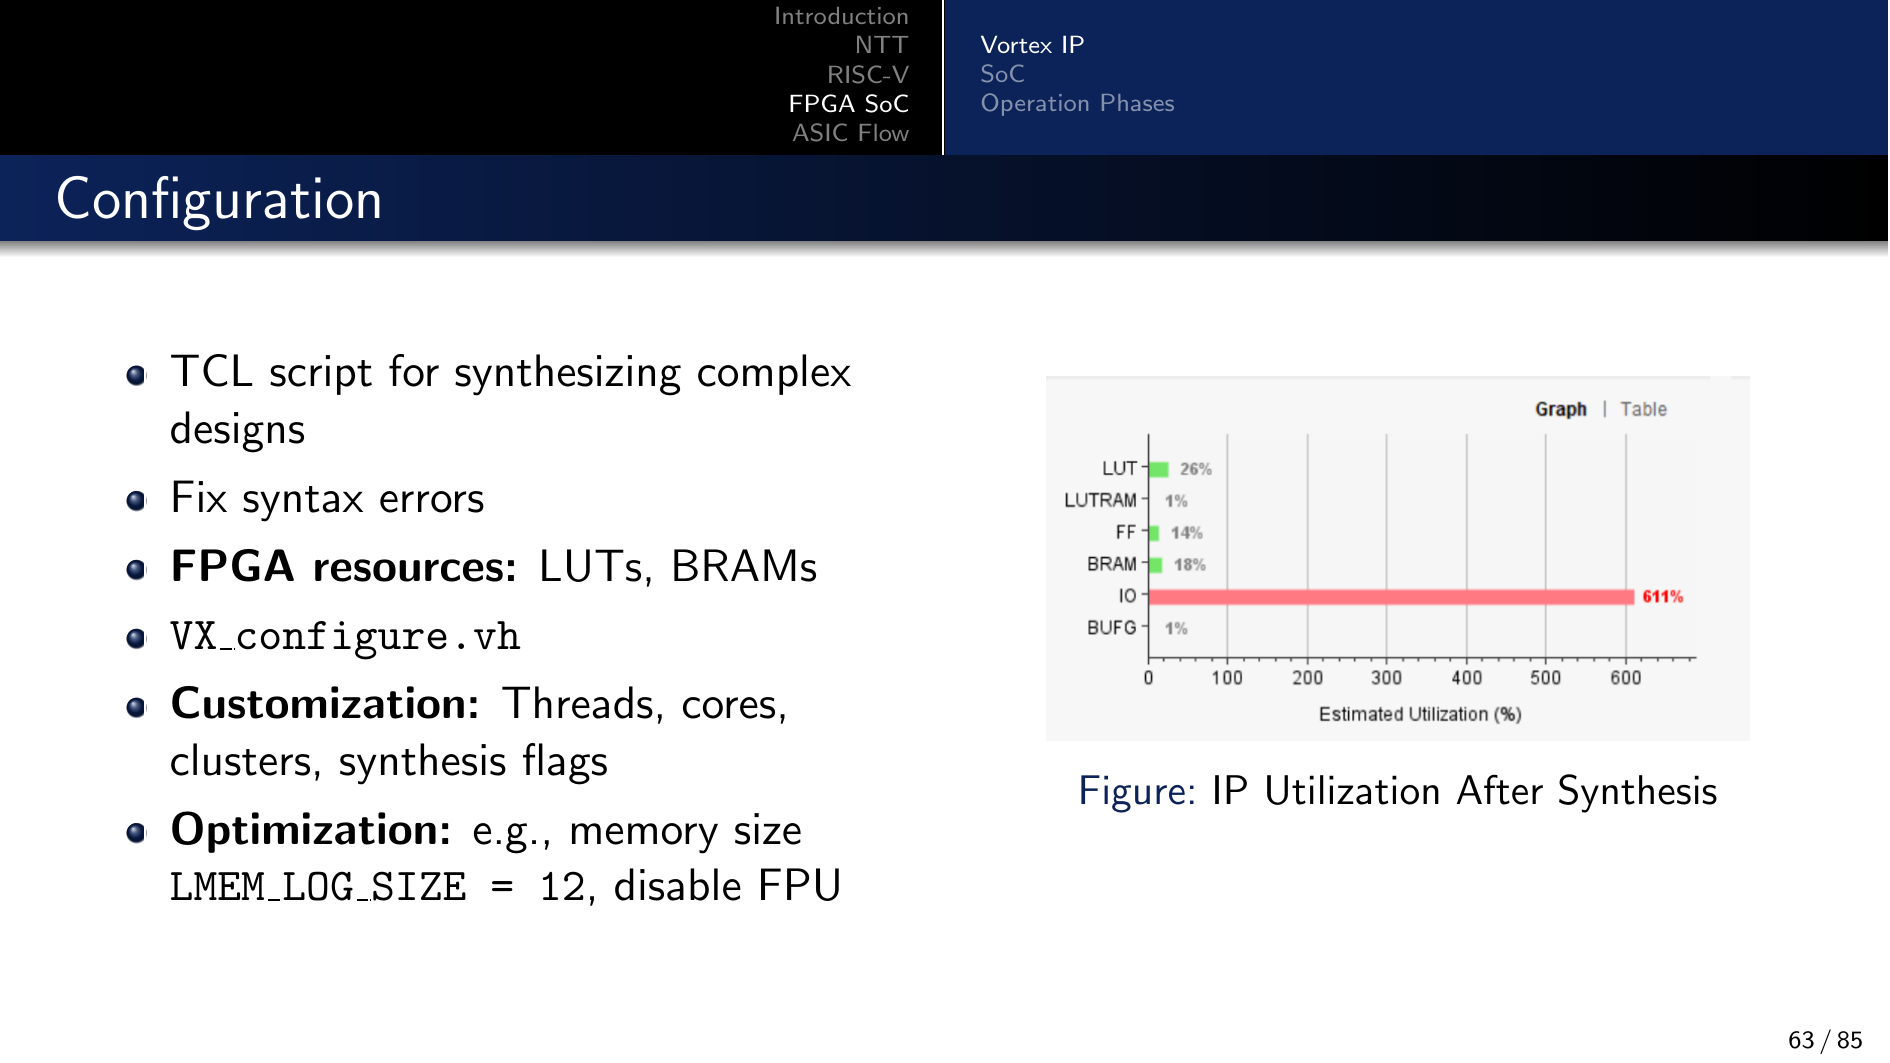 Introduction
NTT
RISC-V
FPGA SoC
ASIC Flow
Vortex IP
SoC
Operation Phases
Configuration
TCL script for synthesizing complex
designs
Fix syntax errors
FPGA resources: LUTs, BRAMs
VX_configure.vh
Customization: Threads, cores,
clusters, synthesis flags
Optimization: e.g., memory size
LMEM_LOG_SIZE = 12, disable FPU
Graph | Table
LUT 26%
LUTRAM 1%
FF 14%
BRAM 18%
IO 611%
BUFG 1%
0 100 200 300 400 500 600
Estimated Utilization (%)
Figure: IP Utilization After Synthesis
63 / 85